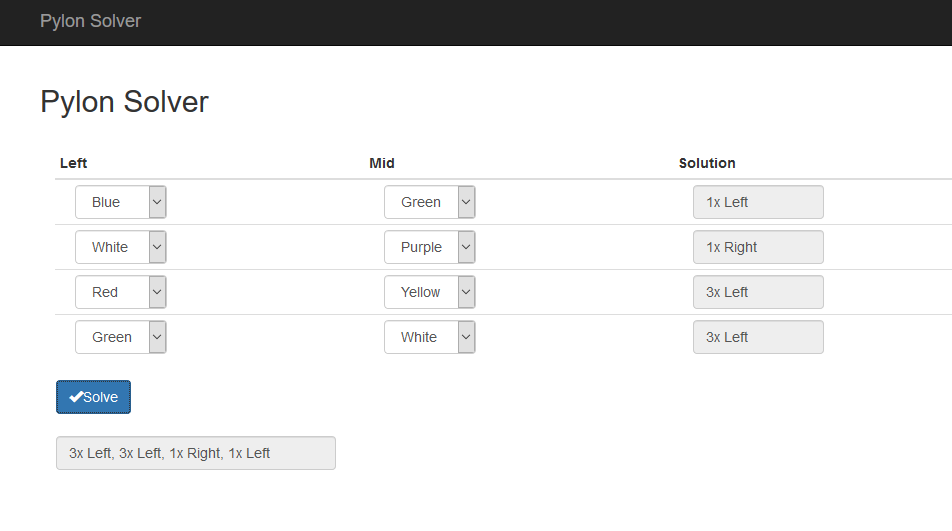 Pylon Solver
Pylon Solver
Left Mid Solution
Blue Green 1x Left
White Purple 1x Right
Red Yellow 3x Left
Green White 3x Left
Solve
3x Left, 3x Left, 1x Right, 1x Left